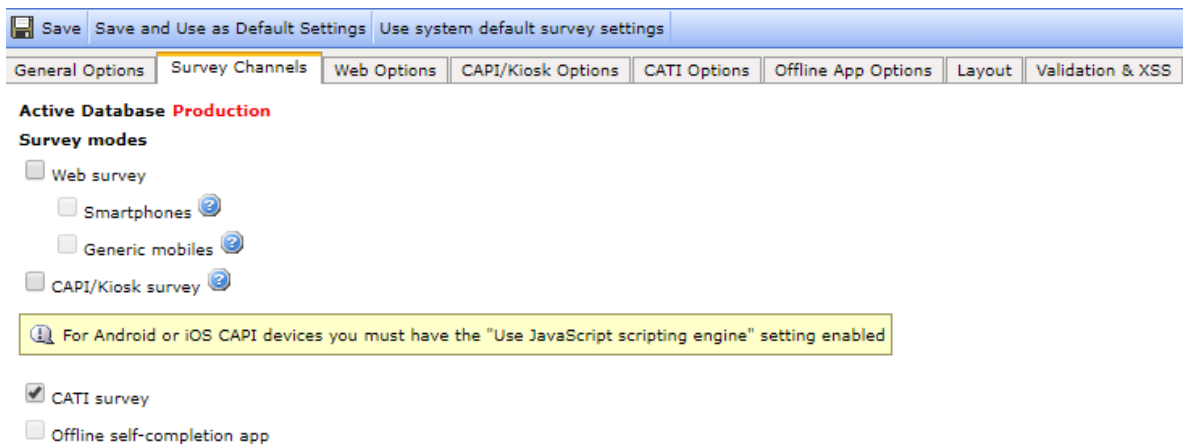 Save Save and Use as Default Settings Use system default survey settings
General Options Survey Channels Web Options CAPI/Kiosk Options CATI Options Offline App Options Layout Validation & XSS
Active Database Production
Survey modes
Web survey
Smartphones ?
Generic mobiles ?
CAPI/Kiosk survey ?
For Android or iOS CAPI devices you must have the "Use JavaScript scripting engine" setting enabled
CATI survey
Offline self-completion app